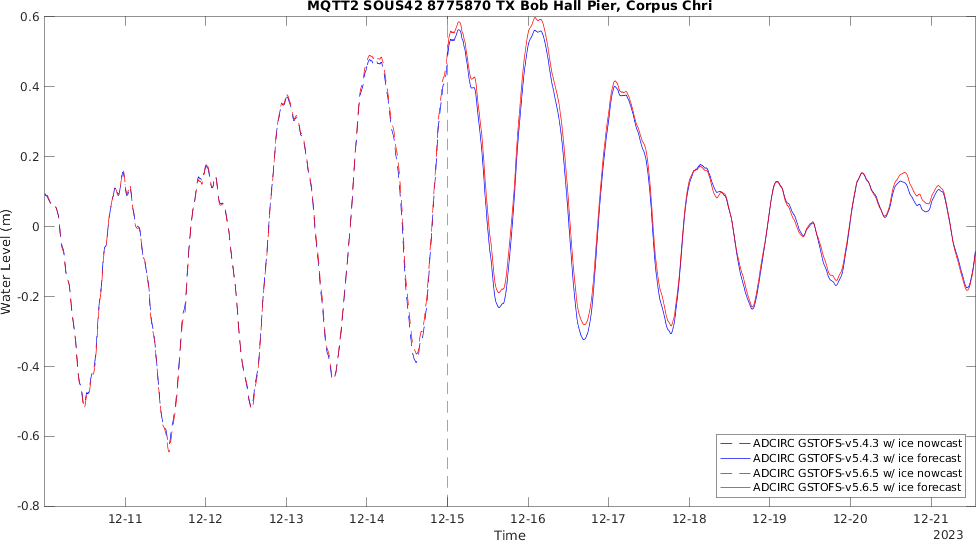 MQTT2 SOUS42 8775870 TX Bob Hall Pier, Corpus Chri
0.6
0.4
0.2
0
-0.2
-0.4
-0.6
-0.8
Water Level (m)
ADCIRC GSTOFS-v5.4.3 w/ ice nowcast
ADCIRC GSTOFS-v5.4.3 w/ ice forecast
ADCIRC GSTOFS-v5.6.5 w/ ice nowcast
ADCIRC GSTOFS-v5.6.5 w/ ice forecast
12-11 12-12 12-13 12-14 12-15 12-16 12-17 12-18 12-19 12-20 12-21
Time
2023